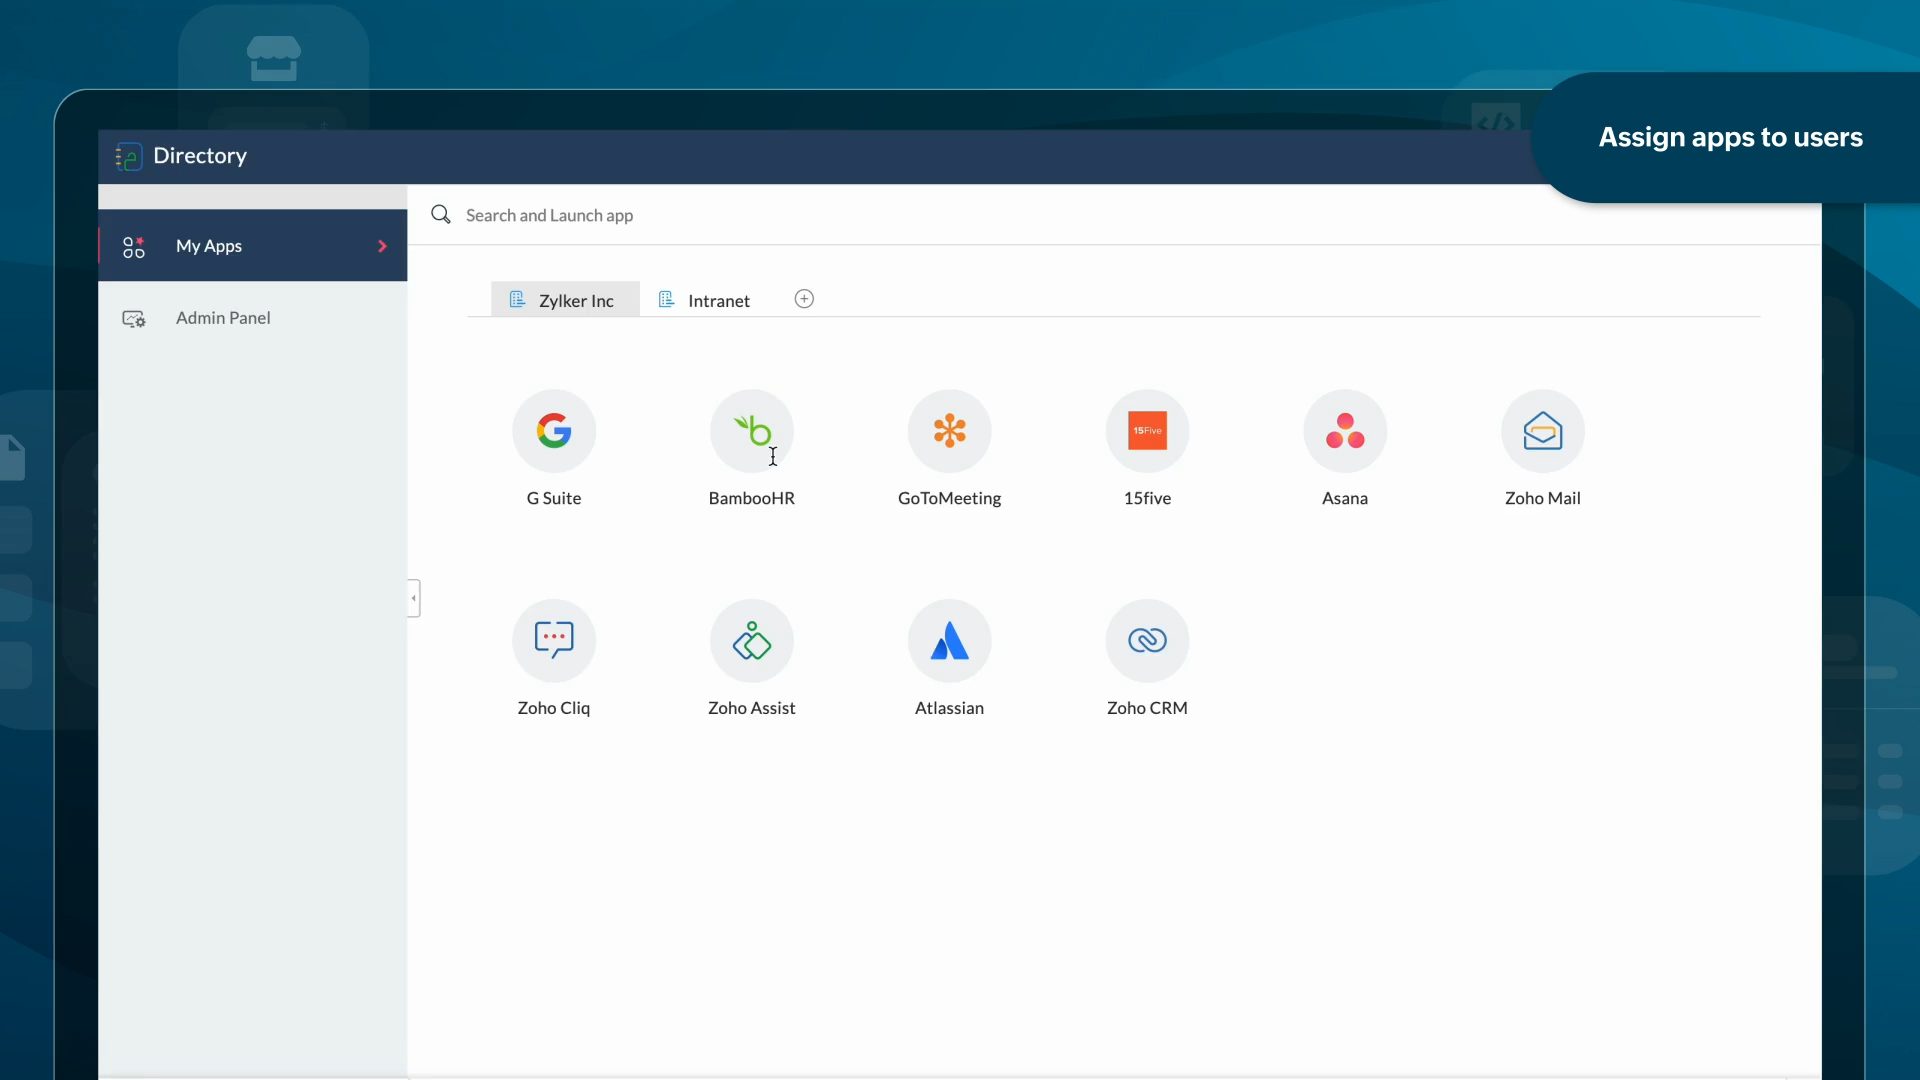 Assign apps to users
Directory
Search and Launch app
My Apps
Admin Panel
Zylker Inc
Intranet
15Five
G Suite
BambooHR
GoToMeeting
15five
Asana
Zoho Mail
Zoho Cliq
Zoho Assist
Atlassian
Zoho CRM